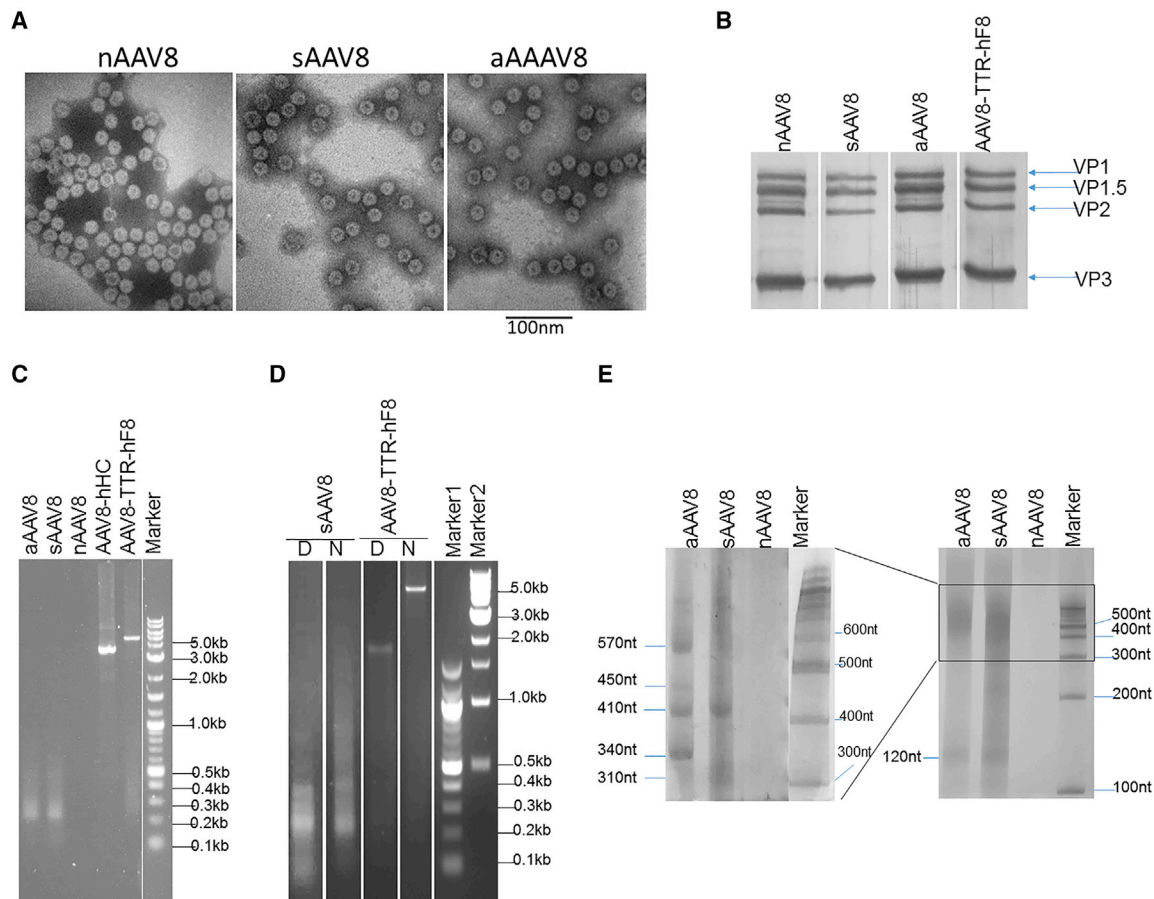 A
nAAV8 sAAV8 aAAAV8
100nm
B
nAAV8 sAAV8 aAAV8 AAV8-TTR-hF8
VP1
VP1.5
VP2
VP3
C
aAAV8 sAAV8 nAAV8 AAV8-hHC AAV8-TTR-hF8 Marker
5.0kb
3.0kb
2.0kb
1.0kb
0.5kb
0.4kb
0.3kb
0.2kb
0.1kb
D
sAAV8 AAV8-TTR-hF8 Marker1 Marker2
D N D N
5.0kb
3.0kb
2.0kb
1.0kb
0.5kb
0.4kb
0.3kb
0.2kb
0.1kb
E
aAAV8 sAAV8 nAAV8 Marker
570nt
450nt
410nt
340nt
310nt
600nt
500nt
400nt
300nt
aAAV8 sAAV8 nAAV8 Marker
120nt
500nt
400nt
300nt
200nt
100nt